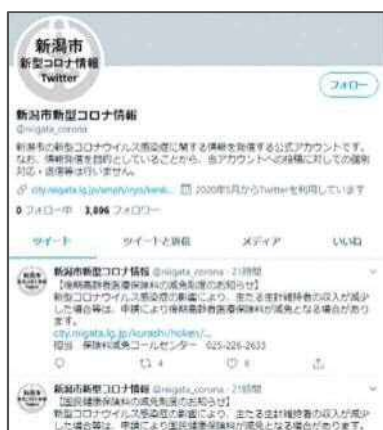 新潟市
新型コロナ情報
Twitter
フォロー
新潟市新型コロナ情報
@niigata_corona
新潟市の新型コロナウイルス感染症に関する情報を発信する公式アカウントです。
なお、情報発信を目的としていることから、当アカウントへの投稿に対しての個別
対応・返信等は行いません。
2020年5月からTwitterを利用しています
0 フォロー中 3,896 フォロワー
ツイート ツイートと返信 メディア いいね
新潟市新型コロナ情報 @niigata_corona · 21時間
【後期高齢者医療保険料の減免制度のお知らせ】
新型コロナウイルス感染症の影響により、主たる生計維持者の収入が減少
した場合等は、申請により後期高齢者医療保険料が減免となる場合があり
ます。
city.niigata.lg.jp/kurashi/hoken/...
担当 保険料減免コールセンター 025-226-2633
4 8
新潟市新型コロナ情報 @niigata_corona · 21時間
【国民健康保険料の減免制度のお知らせ】
新型コロナウイルス感染症の影響により、主たる生計維持者の収入が減少
した場合等は、申請により国民健康保険料が減免となる場合があります。